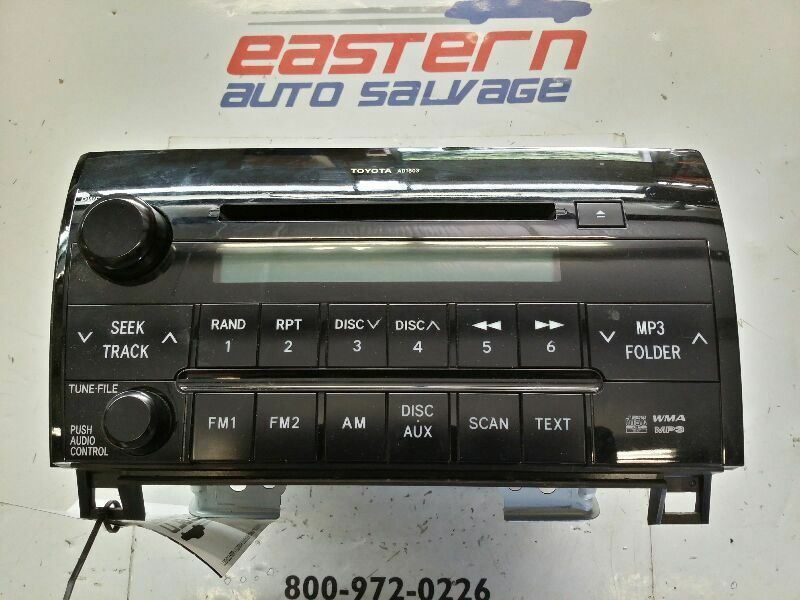 eastern
AUTO SALVAGE
TOYOTA AD1803
SEEK
TRACK
RAND
1
RPT
2
DISC
3
DISC
4
5
6
MP3
FOLDER
TUNE·FILE
PUSH
AUDIO
CONTROL
FM1
FM2
AM
DISC
AUX
SCAN
TEXT
WMA
MP3
800-972-0226